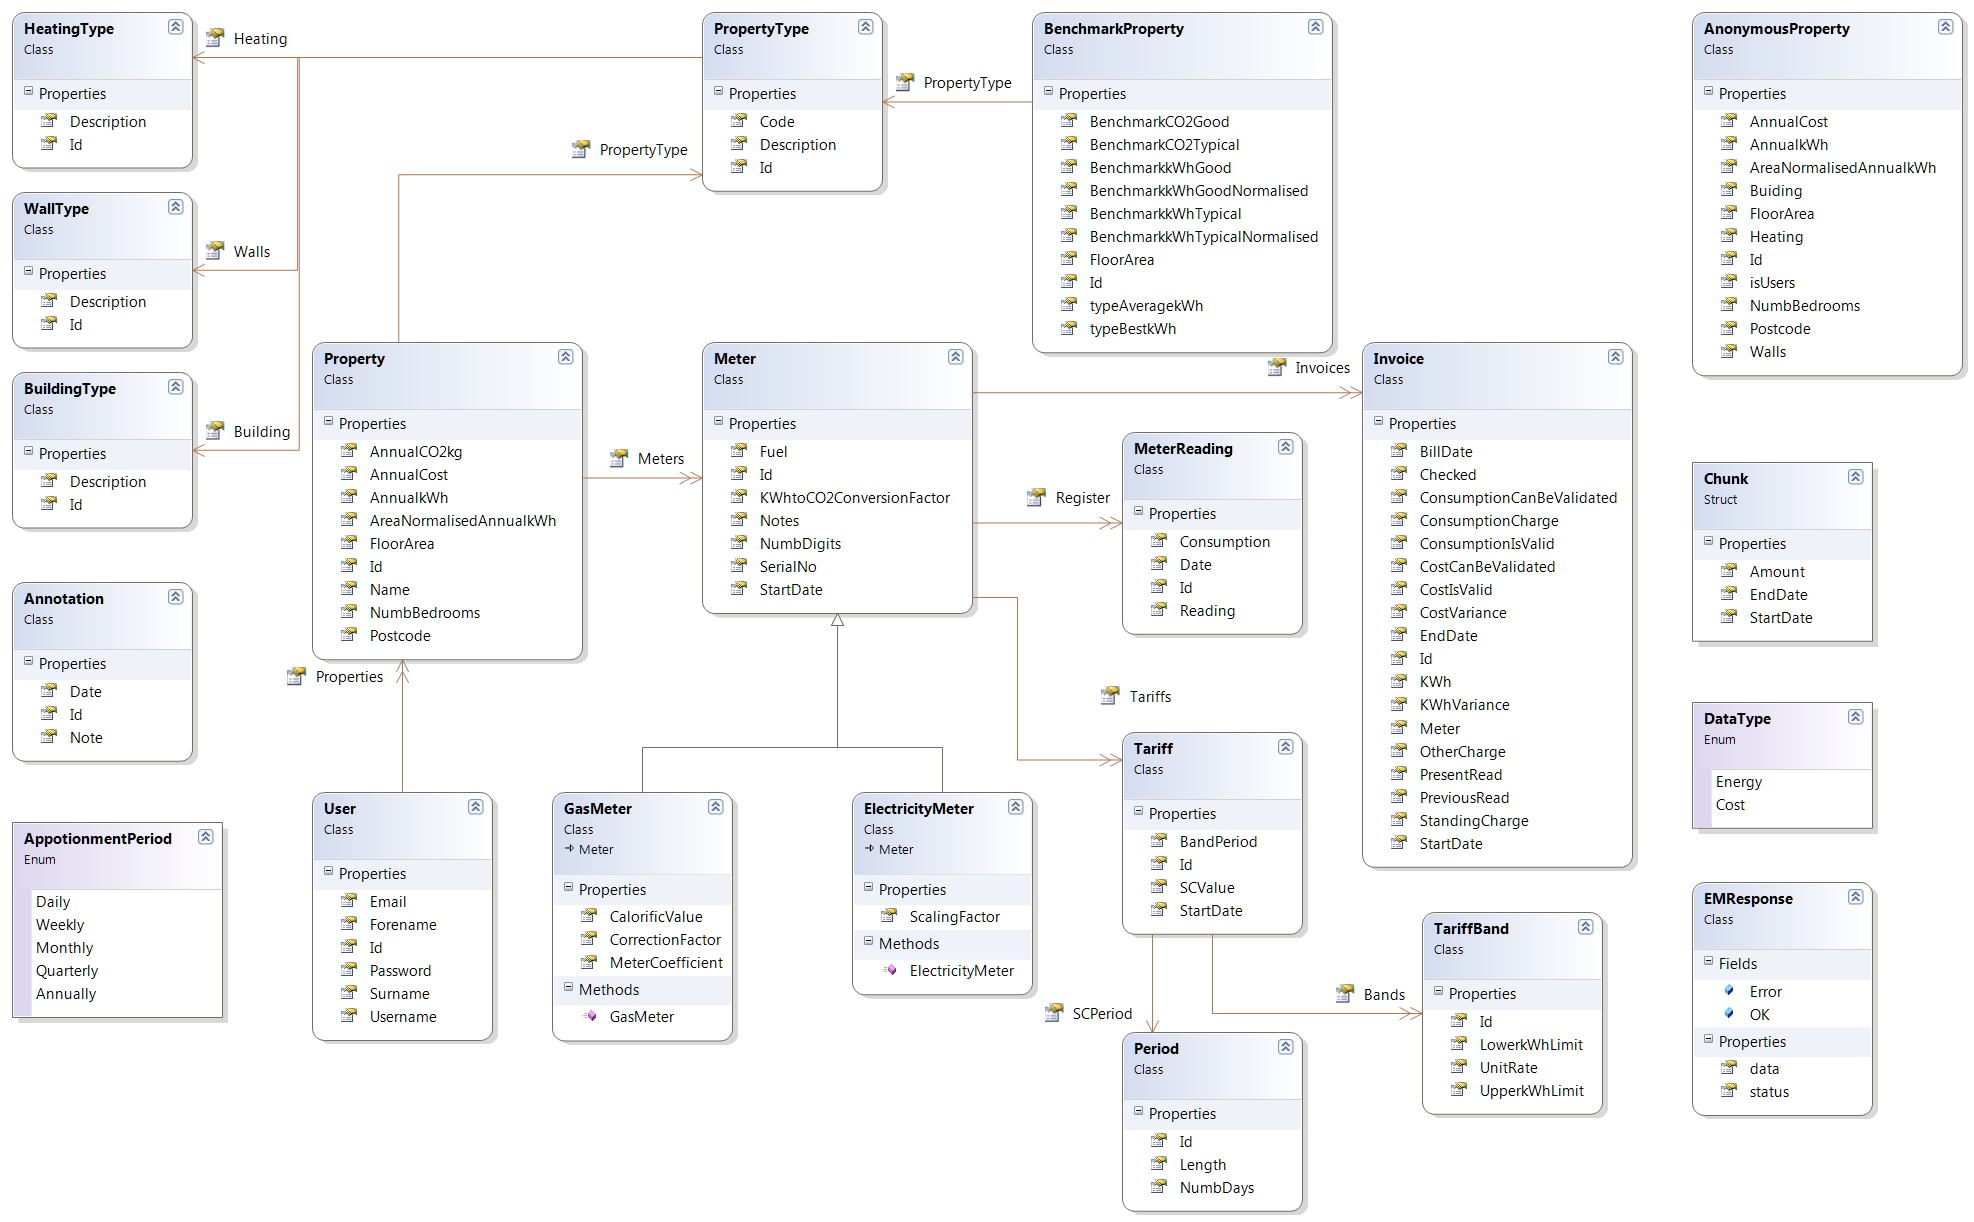 HeatingType
Class
Properties
Description
Id
Heating
PropertyType
Class
Properties
Code
Description
Id
PropertyType
BenchmarkProperty
Class
Properties
BenchmarkCO2Good
BenchmarkCO2Typical
BenchmarkkWhGood
BenchmarkkWhGoodNormalised
BenchmarkkWhTypical
BenchmarkkWhTypicalNormalised
FloorArea
Id
typeAveragekWh
typeBestkWh
AnonymousProperty
Class
Properties
AnnualCost
AnnualkWh
AreaNormalisedAnnualkWh
Buiding
FloorArea
Heating
Id
isUsers
NumbBedrooms
Postcode
Walls
PropertyType
WallType
Class
Properties
Description
Id
Walls
BuildingType
Class
Properties
Description
Id
Building
Property
Class
Properties
AnnualCO2kg
AnnualCost
AnnualkWh
AreaNormalisedAnnualkWh
FloorArea
Id
Name
NumbBedrooms
Postcode
Meters
Meter
Class
Properties
Fuel
Id
KWhtoCO2ConversionFactor
Notes
NumbDigits
SerialNo
StartDate
Invoices
Register
MeterReading
Class
Properties
Consumption
Date
Id
Reading
Invoice
Class
Properties
BillDate
Checked
ConsumptionCanBeValidated
ConsumptionCharge
ConsumptionIsValid
CostCanBeValidated
CostIsValid
CostVariance
EndDate
Id
KWh
KWhVariance
Meter
OtherCharge
PresentRead
PreviousRead
StandingCharge
StartDate
Chunk
Struct
Properties
Amount
EndDate
StartDate
Annotation
Class
Properties
Date
Id
Note
Properties
Tariffs
DataType
Enum
Energy
Cost
AppotionmentPeriod
Enum
Daily
Weekly
Monthly
Quarterly
Annually
User
Class
Properties
Email
Forename
Id
Password
Surname
Username
GasMeter
Class
Meter
Properties
CalorificValue
CorrectionFactor
MeterCoefficient
Methods
GasMeter
ElectricityMeter
Class
Meter
Properties
ScalingFactor
Methods
ElectricityMeter
Tariff
Class
Properties
BandPeriod
Id
SCValue
StartDate
SCPeriod
Bands
TariffBand
Class
Properties
Id
LowerkWhLimit
UnitRate
UpperkWhLimit
EMResponse
Class
Fields
Error
OK
Properties
data
status
Period
Class
Properties
Id
Length
NumbDays